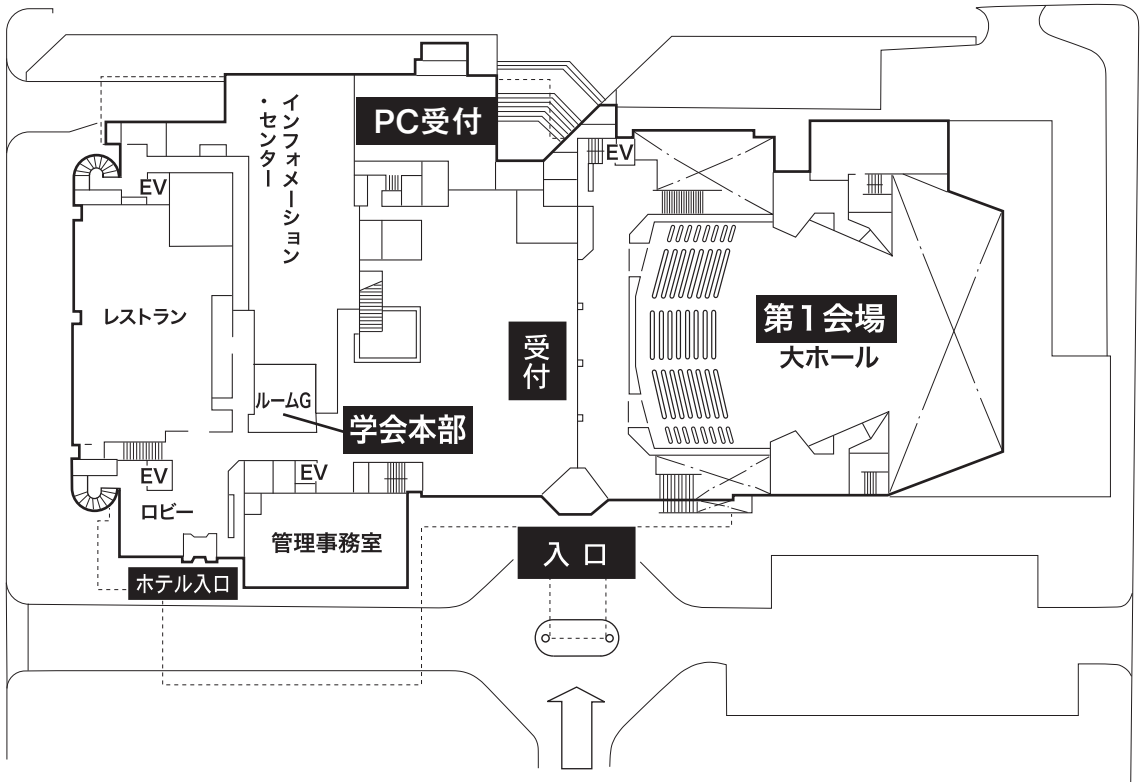 インフォメーション
・センター
PC受付
EV
EV
レストラン
第1会場
大ホール
受付
ルームG
学会本部
EV
EV
ロビー
管理事務室
入口
ホテル入口